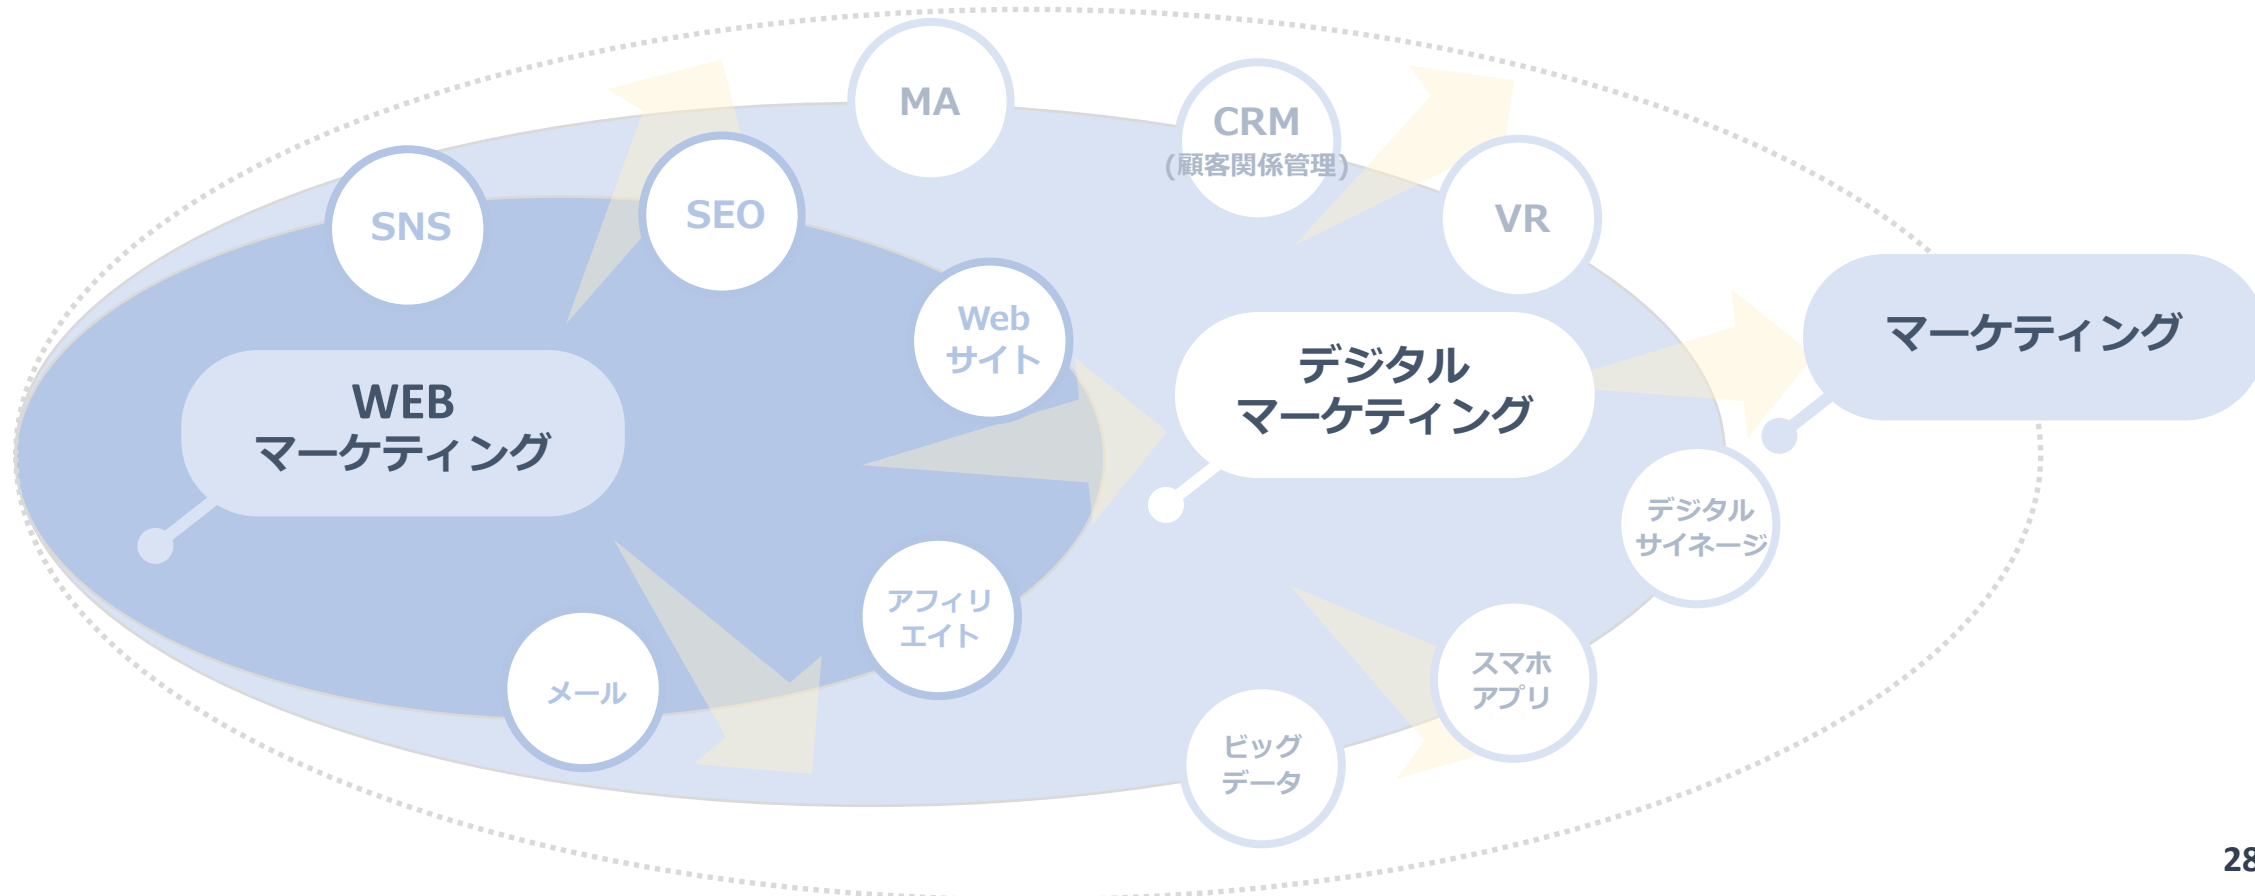 MA
CRM
(顧客関係管理)
SNS
SEO
VR
Web
サイト
デジタル
マーケティング
マーケティング
WEB
マーケティング
デジタル
サイネージ
アフィリ
エイト
メール
スマホ
アプリ
ビッグ
データ
28